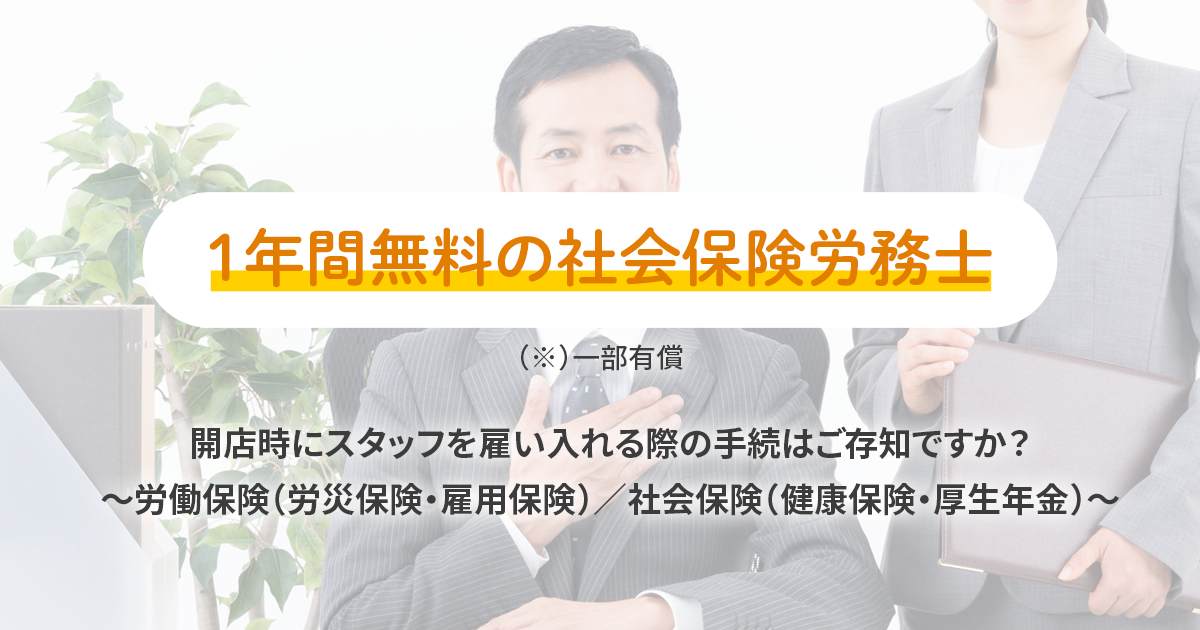 1年間無料の社会保険労務士
（※）一部有償
開店時にスタッフを雇い入れる際の手続はご存知ですか？
～労働保険（労災保険・雇用保険）／社会保険（健康保険・厚生年金）～